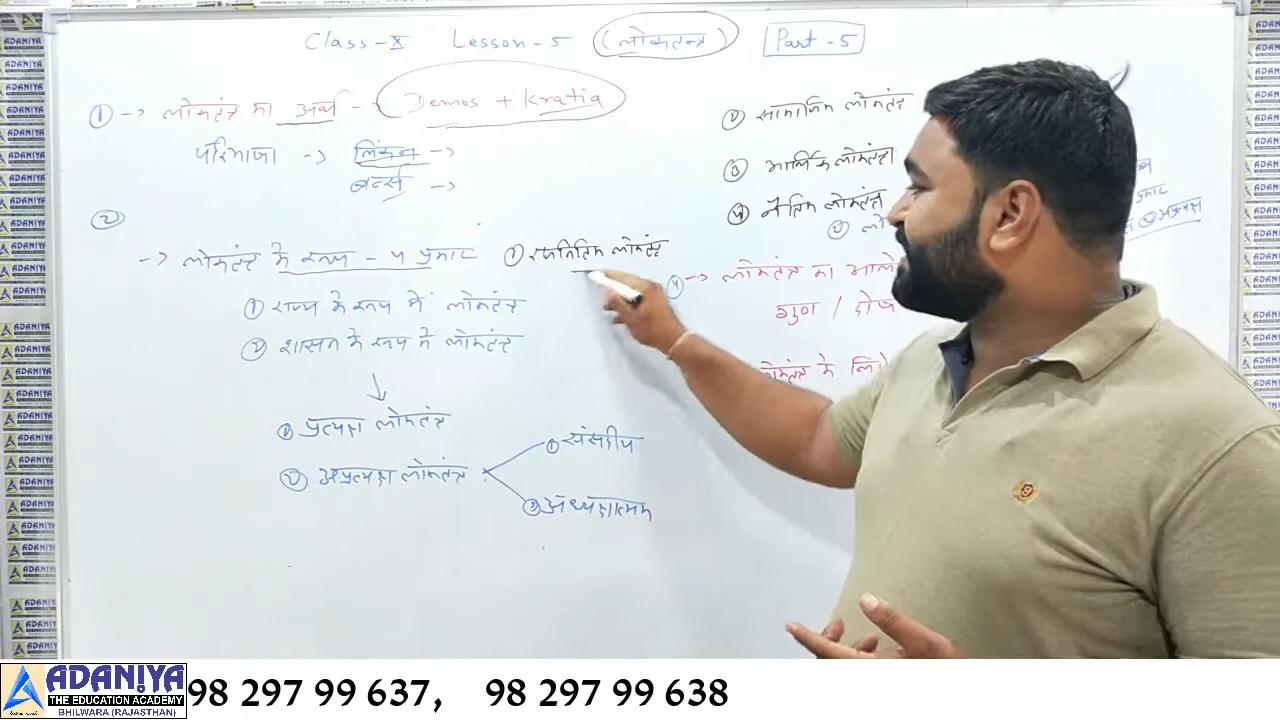 Class-X Lesson-5 (लोकतन्त्र) Part-5
① -> लोकतंत्र का अर्थ - Demos + Kratia
परिभाषा -> लिंकन ->
बर्न्स ->
②
-> लोकतंत्र के रूप - 4 प्रकार
① राज्य के रूप में लोकतंत्र
② शासन के रूप में लोकतंत्र
① प्रत्यक्ष लोकतंत्र
② अप्रत्यक्ष लोकतंत्र
① संसदीय
② अध्यक्षात्मक
① राजनितिक लोकतंत्र
② सामाजिक लोकतंत्र
③ आर्थिक लोकतंत्र
④ नैतिक लोकतंत्र
-> लोकतंत्र का आलो
गुण / दोष
लोकतंत्र के लिये
ADANIYA
THE EDUCATION ACADEMY
BHILWARA (RAJASTHAN)
98 297 99 637, 98 297 99 638